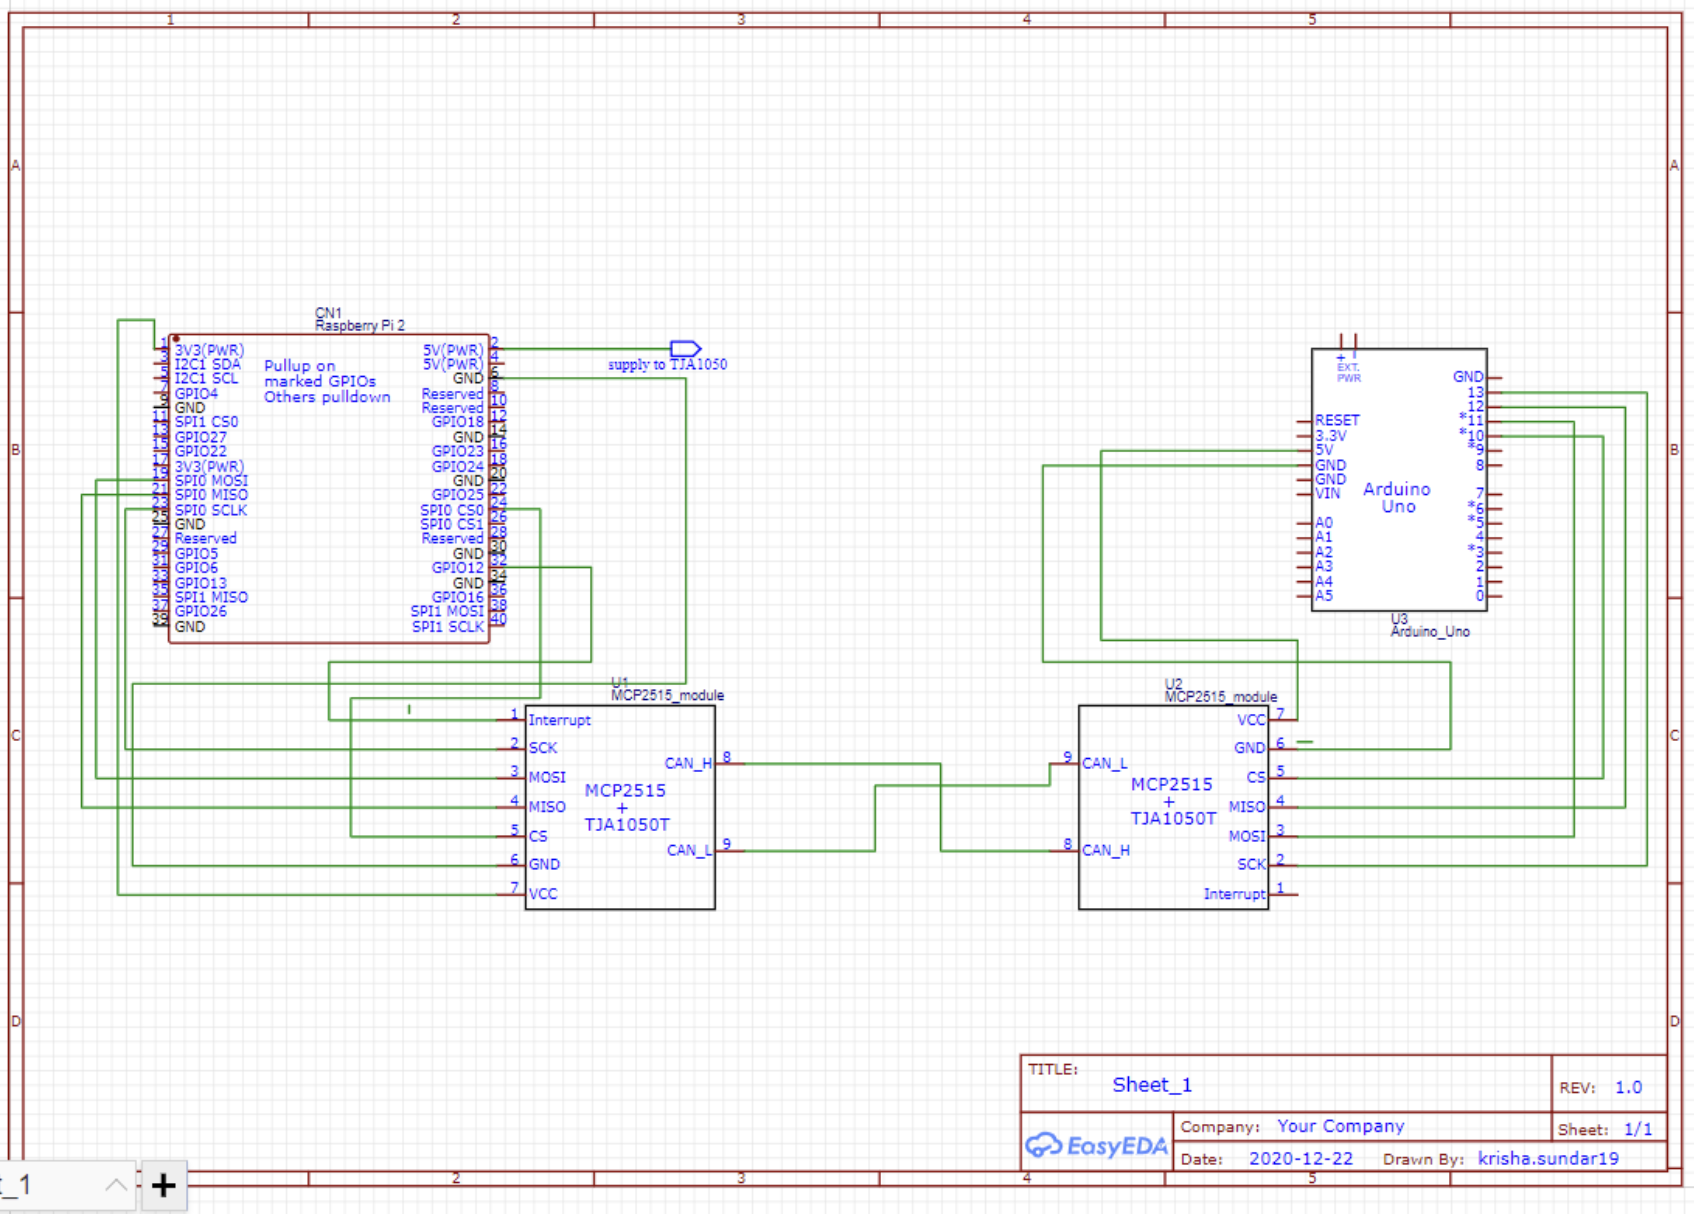 1 2 3 4 5
A A
B B
C C
D D
CN1
Raspberry Pi 2
1 3V3(PWR) 5V(PWR) 2
3 I2C1 SDA 5V(PWR) 4
5 I2C1 SCL GND 6
7 GPIO4 Reserved 8
9 GND Reserved 10
11 SPI1 CS0 GPIO18 12
13 GPIO27 GND 14
15 GPIO22 GPIO23 16
17 3V3(PWR) GPIO24 18
19 SPI0 MOSI GND 20
21 SPI0 MISO GPIO25 22
23 SPI0 SCLK SPI0 CS0 24
25 GND SPI0 CS1 26
27 Reserved Reserved 28
29 GPIO5 GND 30
31 GPIO6 GPIO12 32
33 GPIO13 GND 34
35 SPI1 MISO GPIO16 36
37 GPIO26 SPI1 MOSI 38
39 GND SPI1 SCLK 40
Pullup on
marked GPIOs
Others pulldown
supply to TJA1050
+
EXT.
PWR
GND
13
12
*11
*10
*9
8
7
*6
*5
4
*3
2
1
0
RESET
3.3V
5V
GND
GND
VIN
A0
A1
A2
A3
A4
A5
Arduino
Uno
U3
Arduino_Uno
U1
MCP2515_module
1 Interrupt
2 SCK
3 MOSI
4 MISO
5 CS
6 GND
7 VCC
CAN_H 8
CAN_L 9
MCP2515
+
TJA1050T
U2
MCP2515_module
9 CAN_L
8 CAN_H
MCP2515
+
TJA1050T
VCC 7
GND 6
CS 5
MISO 4
MOSI 3
SCK 2
Interrupt 1
TITLE:
Sheet_1
REV: 1.0
EasyEDA
Company: Your Company
Sheet: 1/1
Date: 2020-12-22 Drawn By: krisha.sundar19
_1 +
2 3 4 5